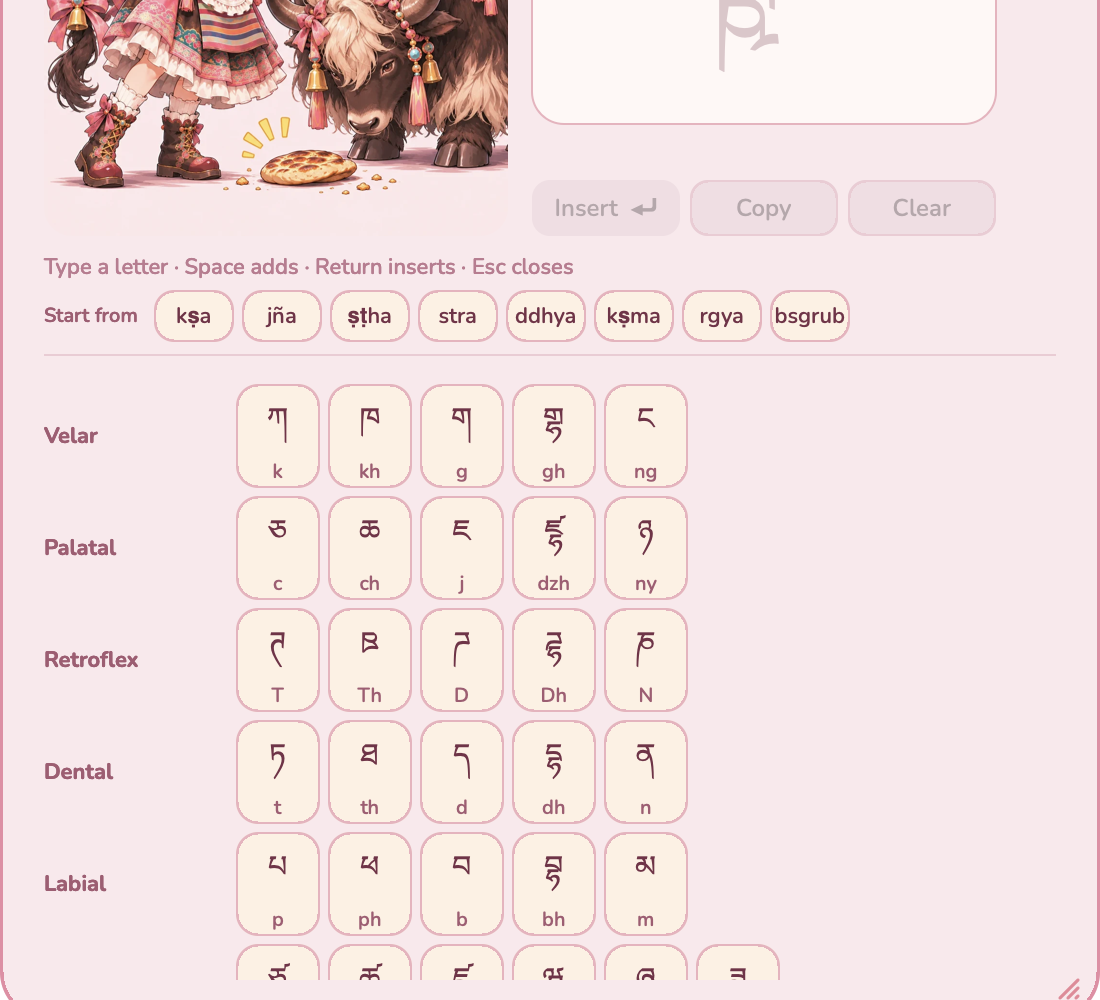 Insert ↵
Copy
Clear
Type a letter · Space adds · Return inserts · Esc closes
Start from kṣa jña ṣṭha stra ddhya kṣma rgya bsgrub
Velar
ཀ ཁ ག གྷ ང
k kh g gh ng
Palatal
ཅ ཆ ཇ ཛྷ ཉ
c ch j dzh ny
Retroflex
ཊ ཋ ཌ ཌྷ ཎ
T Th D Dh N
Dental
ཏ ཐ ད དྷ ན
t th d dh n
Labial
པ ཕ བ བྷ མ
p ph b bh m